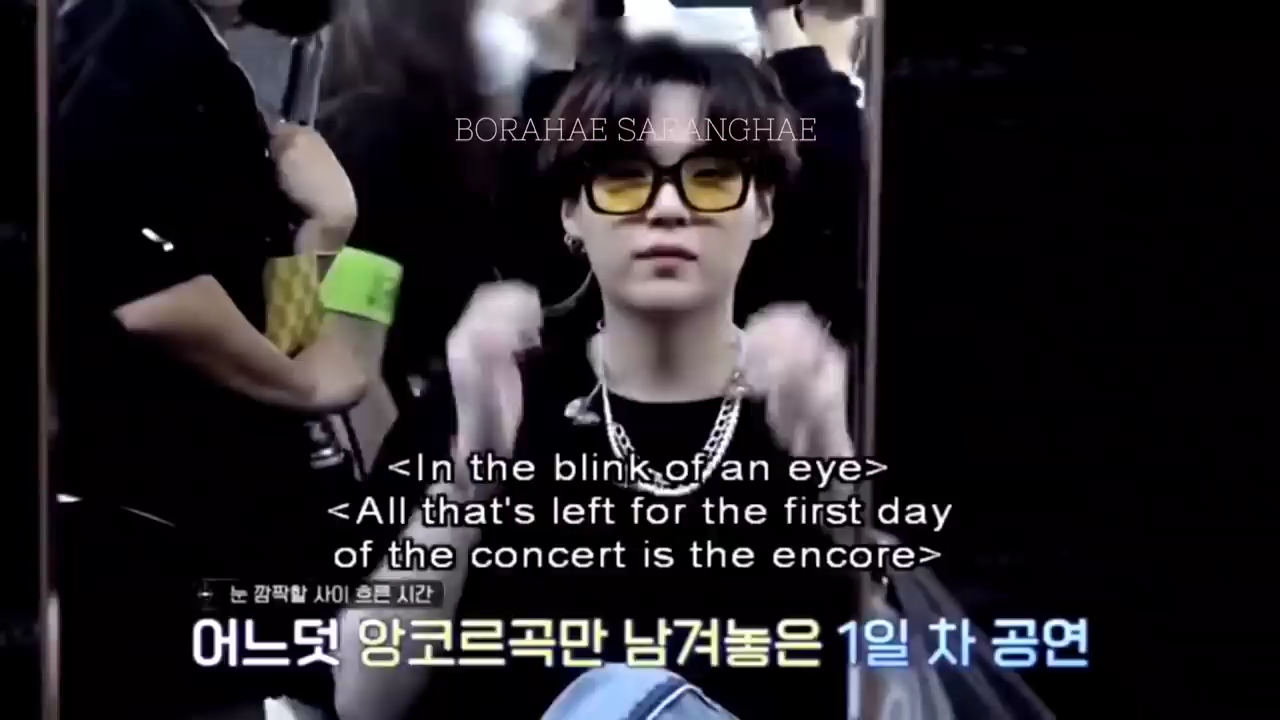 BORAHAE SARANGHAE
<In the blink of an eye>
<All that's left for the first day
of the concert is the encore>
눈 깜짝할 사이 흐른 시간
어느덧 앙코르곡만 남겨놓은 1일 차 공연